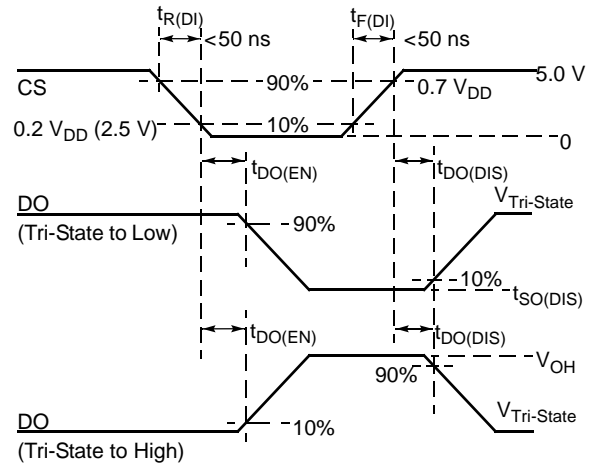 tR(DI) tF(DI)
<50 ns <50 ns
CS 90% 0.7 VDD 5.0 V
0.2 VDD (2.5 V) 10% 0
tDO(EN) tDO(DIS)
DO VTri-State
(Tri-State to Low) 90%
10%
tSO(DIS)
tDO(EN) tDO(DIS)
VOH
90%
DO 10% VTri-State
(Tri-State to High)